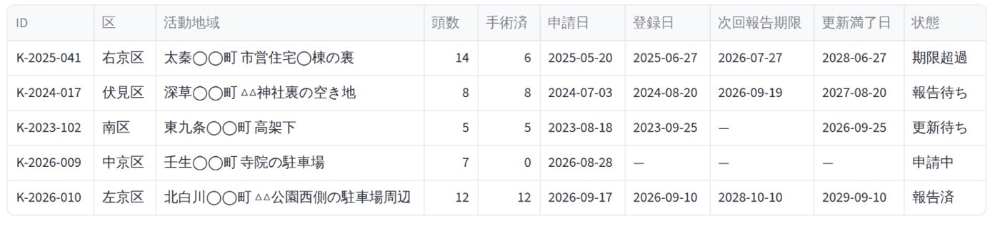 ID 区 活動地域 頭数 手術済 申請日 登録日 次回報告期限 更新満了日 状態
K-2025-041 右京区 太秦◯◯町 市営住宅◯棟の裏 14 6 2025-05-20 2025-06-27 2026-07-27 2028-06-27 期限超過
K-2024-017 伏見区 深草◯◯町 △△神社裏の空き地 8 8 2024-07-03 2024-08-20 2026-09-19 2027-08-20 報告待ち
K-2023-102 南区 東九条◯◯町 高架下 5 5 2023-08-18 2023-09-25 — 2026-09-25 更新待ち
K-2026-009 中京区 壬生◯◯町 寺院の駐車場 7 0 2026-08-28 — — — 申請中
K-2026-010 左京区 北白川◯◯町 △△公園西側の駐車場周辺 12 12 2026-09-17 2026-09-10 2028-10-10 2029-09-10 報告済